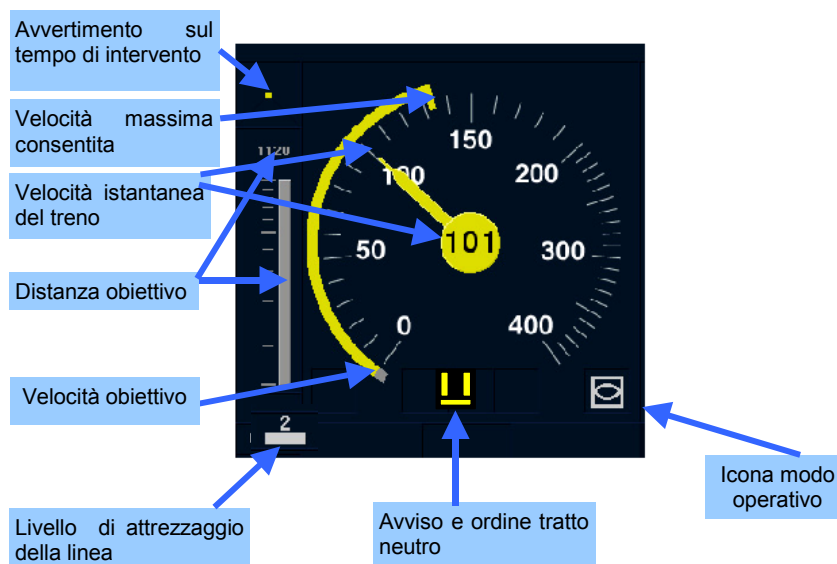 Avvertimento sul
tempo di intervento
Velocità massima
consentita
Velocità istantanea
del treno
Distanza obiettivo
Velocità obiettivo
Livello di attrezzaggio
della linea
Avviso e ordine tratto
neutro
Icona modo
operativo
1120
2
0
50
100
150
200
300
400
101